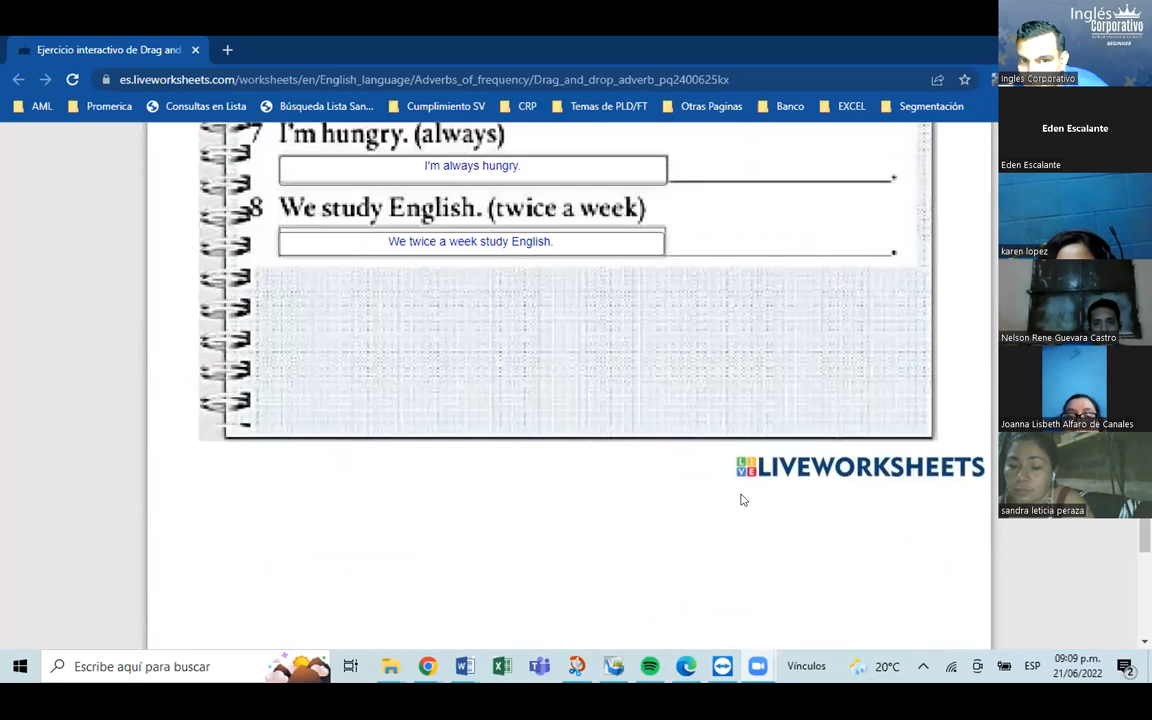 Ejercicio interactivo de Drag and
es.liveworksheets.com/worksheets/en/English_language/Adverbs_of_frequency/Drag_and_drop_adverb_pq2400625kx
AML
Promerica
Consultas en Lista
Búsqueda Lista San...
Cumplimiento SV
CRP
Temas de PLD/FT
Otras Paginas
Banco
EXCEL
Segmentación
7 I'm hungry. (always)
I'm always hungry.
8 We study English. (twice a week)
We twice a week study English.
LIVE LIVEWORKSHEETS
Inglés
Corporativo
BEGINNER
Ingles Corporativo
Eden Escalante
Eden Escalante
karen lopez
Nelson Rene Guevara Castro
Joanna Lisbeth Alfaro de Canales
sandra leticia peraza
Escribe aquí para buscar
Vínculos
20°C
ESP
09:09 p.m.
21/06/2022
2